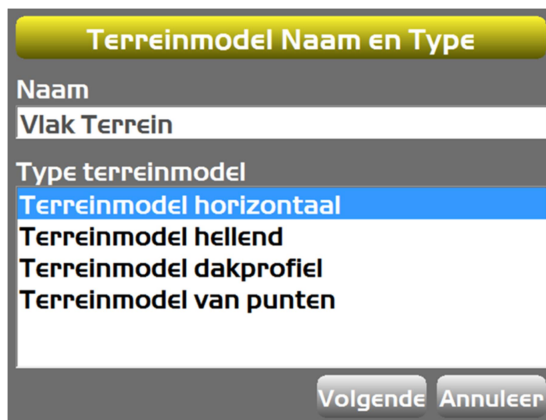 Terreinmodel Naam en Type
Naam
Vlak Terrein
Type terreinmodel
Terreinmodel horizontaal
Terreinmodel hellend
Terreinmodel dakprofiel
Terreinmodel van punten
Volgende Annuleer